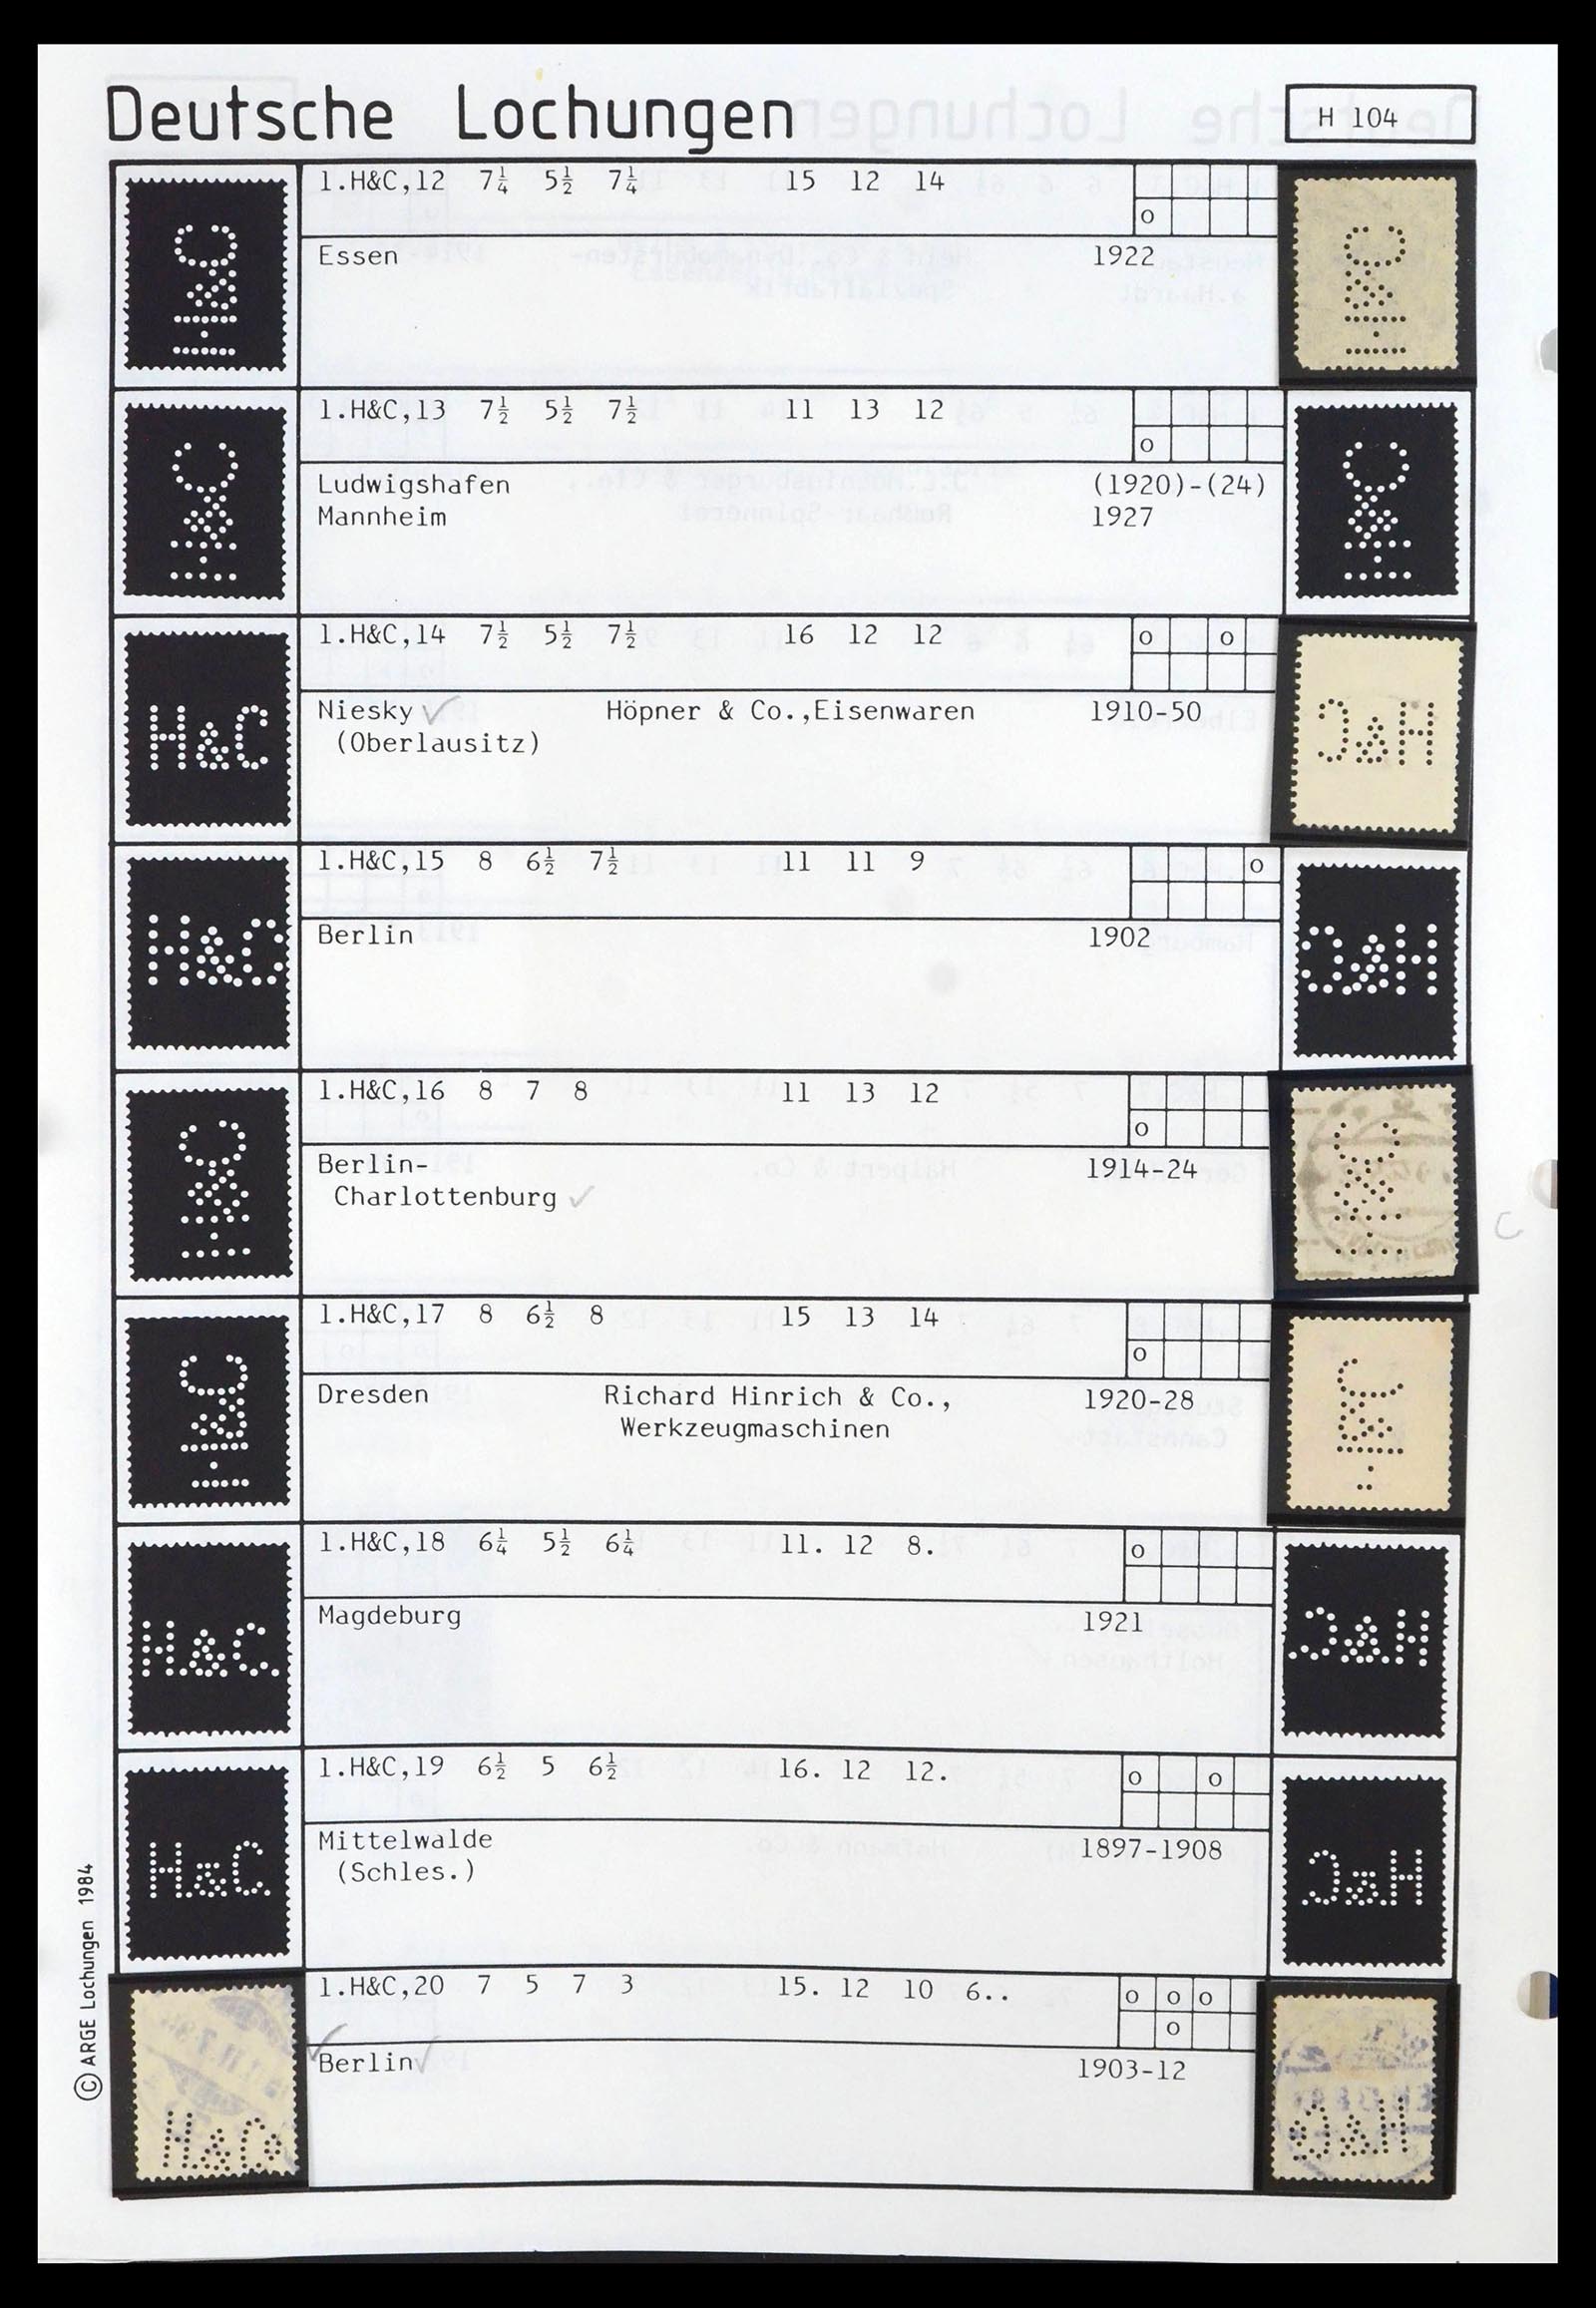 Deutsche Lochungen
H 104
1.H&C,12 7¼ 5½ 7¼ 15 12 14
o
Essen 1922
H&C
H&C
1.H&C,13 7½ 5½ 7½ 11 13 12
o
Ludwigshafen (1920)-(24)
Mannheim 1927
H&C
H&C
1.H&C,14 7½ 5½ 7½ 16 12 12
o o
Niesky Höpner & Co.,Eisenwaren 1910-50
(Oberlausitz)
H&C
H&C
1.H&C,15 8 6½ 7½ 11 11 9
o
Berlin 1902
H&C
H&C
1.H&C,16 8 7 8 11 13 12
o
Berlin- 1914-24
Charlottenburg
H&C
H&C
C
1.H&C,17 8 6½ 8 15 13 14
o
Dresden Richard Hinrich & Co., 1920-28
Werkzeugmaschinen
H&C
H&C
1.H&C,18 6¼ 5½ 6¼ 11. 12 8.
o
Magdeburg 1921
H.&C.
H.&C.
1.H&C,19 6½ 5 6½ 16. 12 12.
o o
Mittelwalde 1897-1908
(Schles.)
H.&C.
H.&C.
1.H&C,20 7 5 7 3 15. 12 10 6..
o o o
o
Berlin 1903-12
H.&Co
H.&Co
© ARGE Lochungen 1984